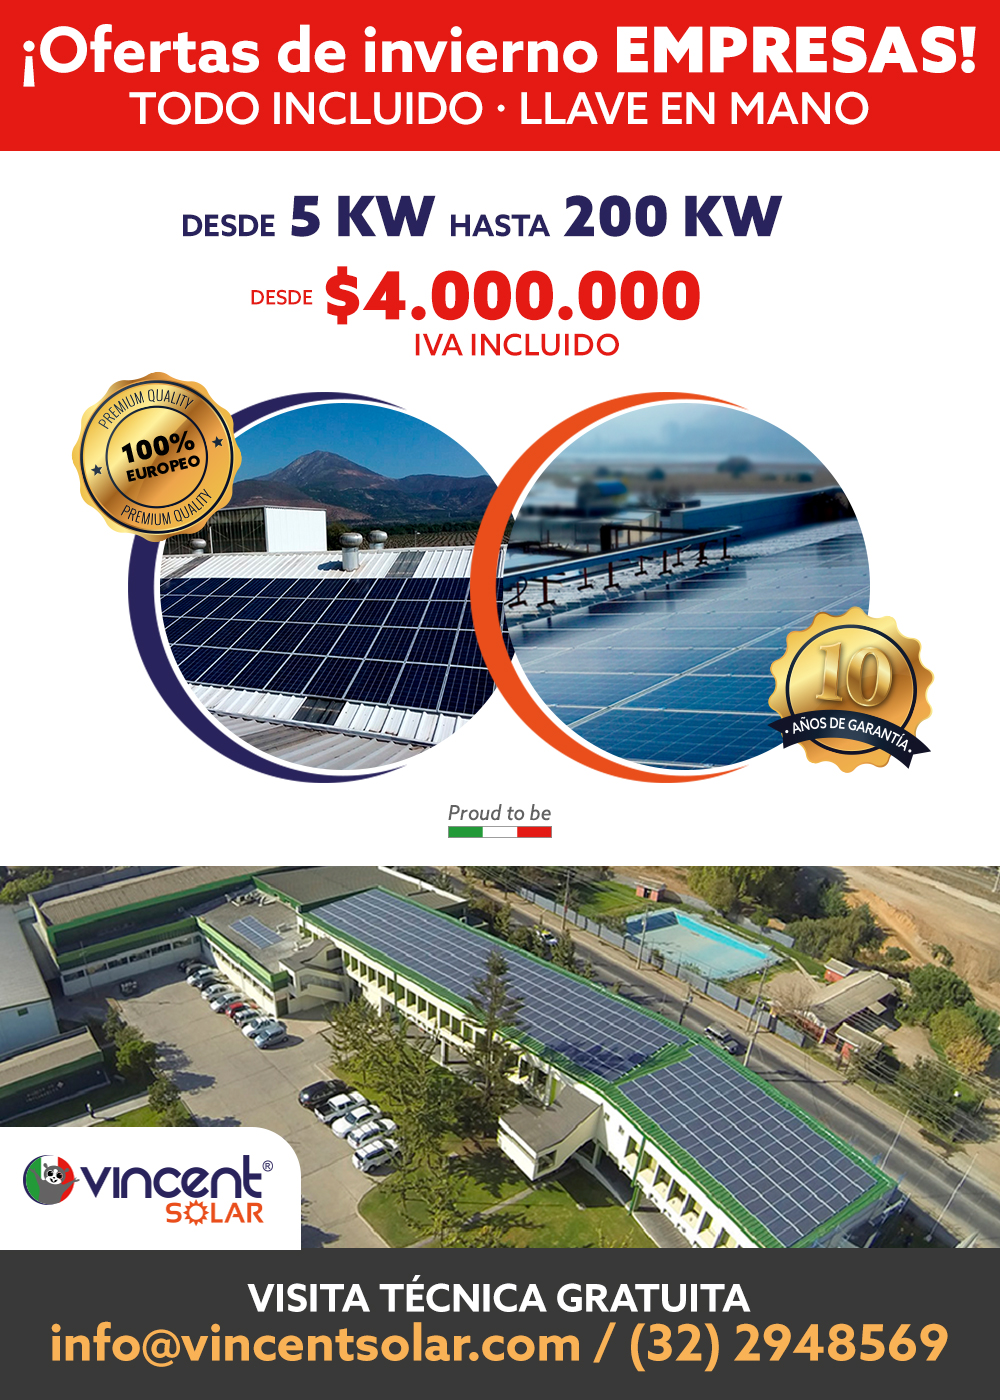 ¡Ofertas de invierno EMPRESAS!
TODO INCLUIDO · LLAVE EN MANO
DESDE 5 KW HASTA 200 KW
DESDE $4.000.000
IVA INCLUIDO
PREMIUM QUALITY
100%
EUROPEO
PREMIUM QUALITY
10
· AÑOS DE GARANTÍA ·
Proud to be
vincent®
SOLAR
VISITA TÉCNICA GRATUITA
info@vincentsolar.com / (32) 2948569